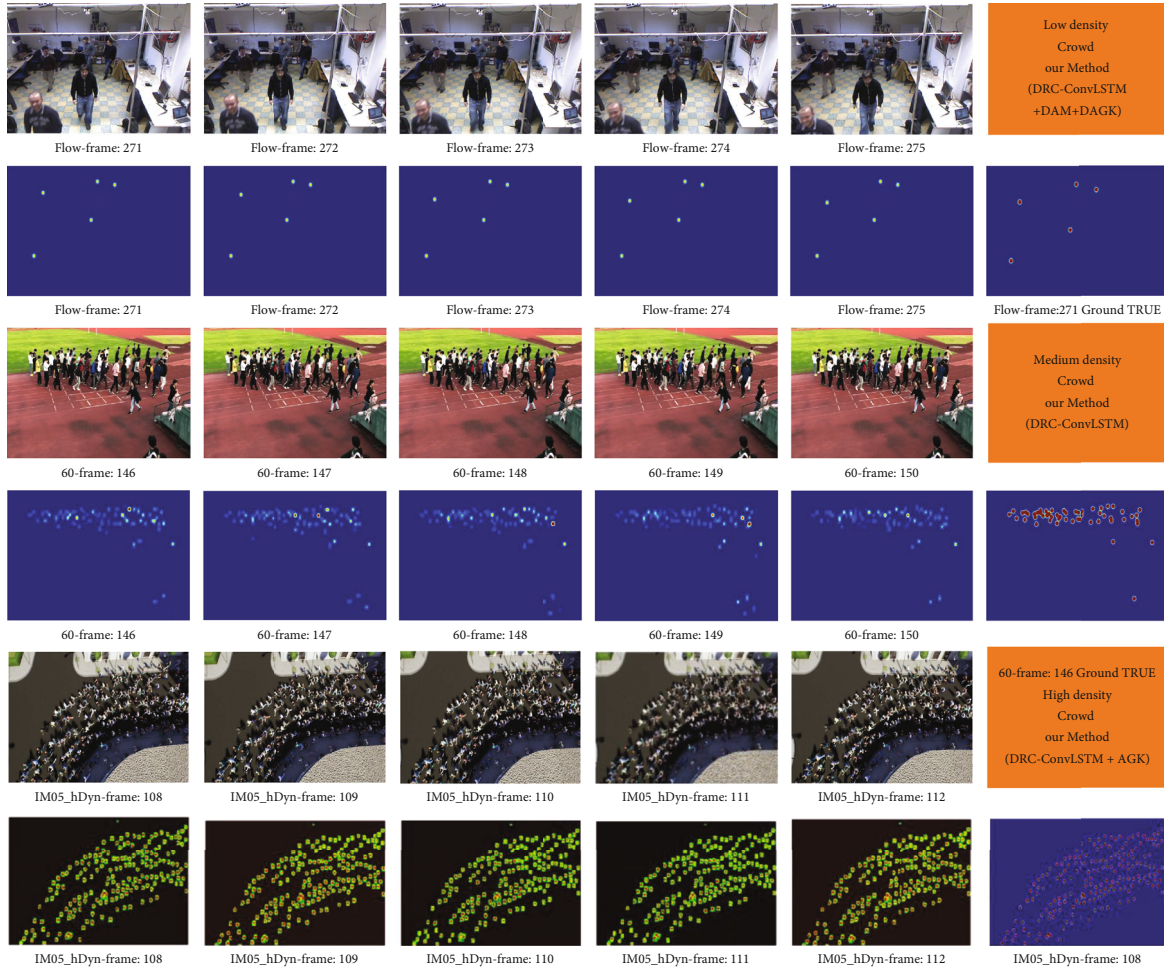 Low density
Crowd
our Method
(DRC-ConvLSTM
+DAM+DAGK)
Flow-frame: 271
Flow-frame: 272
Flow-frame: 273
Flow-frame: 274
Flow-frame: 275
Flow-frame: 271
Flow-frame: 272
Flow-frame: 273
Flow-frame: 274
Flow-frame: 275
Flow-frame:271 Ground TRUE
Medium density
Crowd
our Method
(DRC-ConvLSTM)
60-frame: 146
60-frame: 147
60-frame: 148
60-frame: 149
60-frame: 150
60-frame: 146
60-frame: 147
60-frame: 148
60-frame: 149
60-frame: 150
60-frame: 146 Ground TRUE
High density
Crowd
our Method
(DRC-ConvLSTM + AGK)
IM05_hDyn-frame: 108
IM05_hDyn-frame: 109
IM05_hDyn-frame: 110
IM05_hDyn-frame: 111
IM05_hDyn-frame: 112
IM05_hDyn-frame: 108
IM05_hDyn-frame: 109
IM05_hDyn-frame: 110
IM05_hDyn-frame: 111
IM05_hDyn-frame: 112
IM05_hDyn-frame: 108